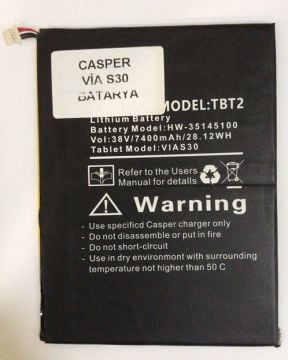 CASPER
VİA S30
BATARYA
MODEL:TBT2
Lithium Battery
Battery Model:HW-35145100
Vol:38V/7400mAh/28.12WH
Tablet Model:VIAS30
Refer to the Users
Manual for details
Warning
- Use specificd Casper charger only
- Do not disassemble or put in fire
- Do not short-circuit
- Use in dry environment with surrounding
temperature not higher than 50 C